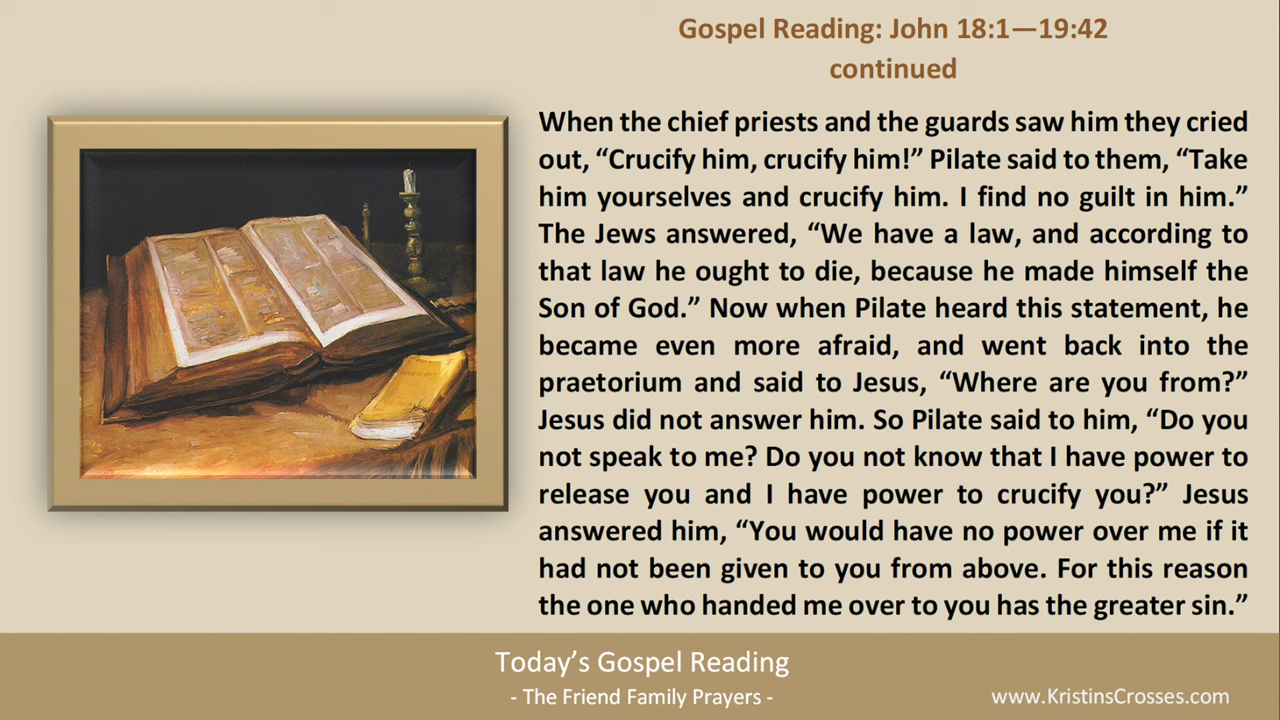 Gospel Reading: John 18:1—19:42
continued
When the chief priests and the guards saw him they cried
out, “Crucify him, crucify him!” Pilate said to them, “Take
him yourselves and crucify him. I find no guilt in him.”
The Jews answered, “We have a law, and according to
that law he ought to die, because he made himself the
Son of God.” Now when Pilate heard this statement, he
became even more afraid, and went back into the
praetorium and said to Jesus, “Where are you from?”
Jesus did not answer him. So Pilate said to him, “Do you
not speak to me? Do you not know that I have power to
release you and I have power to crucify you?” Jesus
answered him, “You would have no power over me if it
had not been given to you from above. For this reason
the one who handed me over to you has the greater sin.”
Today’s Gospel Reading
- The Friend Family Prayers -
www.KristinsCrosses.com